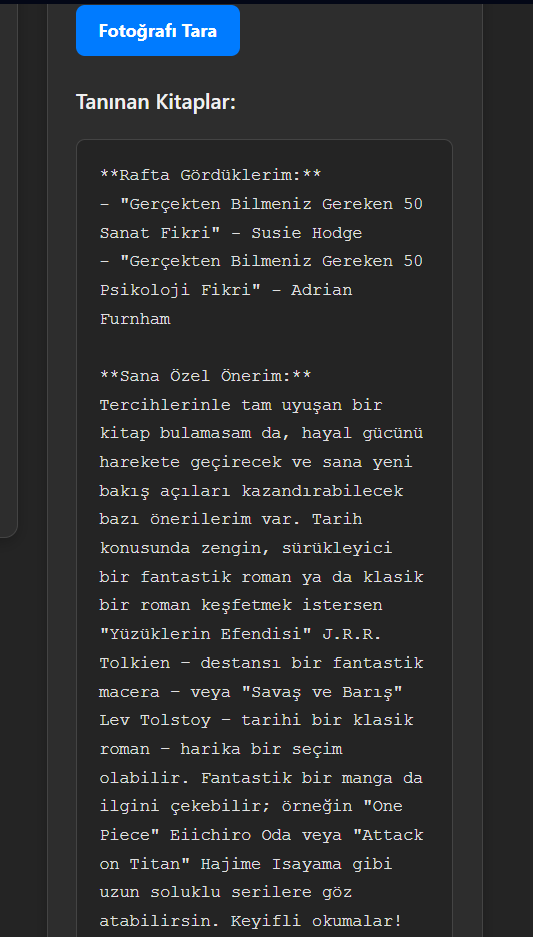 Fotoğrafı Tara
Tanınan Kitaplar:
**Rafta Gördüklerim:**
- "Gerçekten Bilmeniz Gereken 50
Sanat Fikri" - Susie Hodge
- "Gerçekten Bilmeniz Gereken 50
Psikoloji Fikri" - Adrian
Furnham
**Sana Özel Önerim:**
Tercihlerinle tam uyuşan bir
kitap bulamasam da, hayal gücünü
harekete geçirecek ve sana yeni
bakış açıları kazandırabilecek
bazı önerilerim var. Tarih
konusunda zengin, sürükleyici
bir fantastik roman ya da klasik
bir roman keşfetmek istersen
"Yüzüklerin Efendisi" J.R.R.
Tolkien – destansı bir fantastik
macera – veya "Savaş ve Barış"
Lev Tolstoy – tarihi bir klasik
roman – harika bir seçim
olabilir. Fantastik bir manga da
ilgini çekebilir; örneğin "One
Piece" Eiichiro Oda veya "Attack
on Titan" Hajime Isayama gibi
uzun soluklu serilere göz
atabilirsin. Keyifli okumalar!